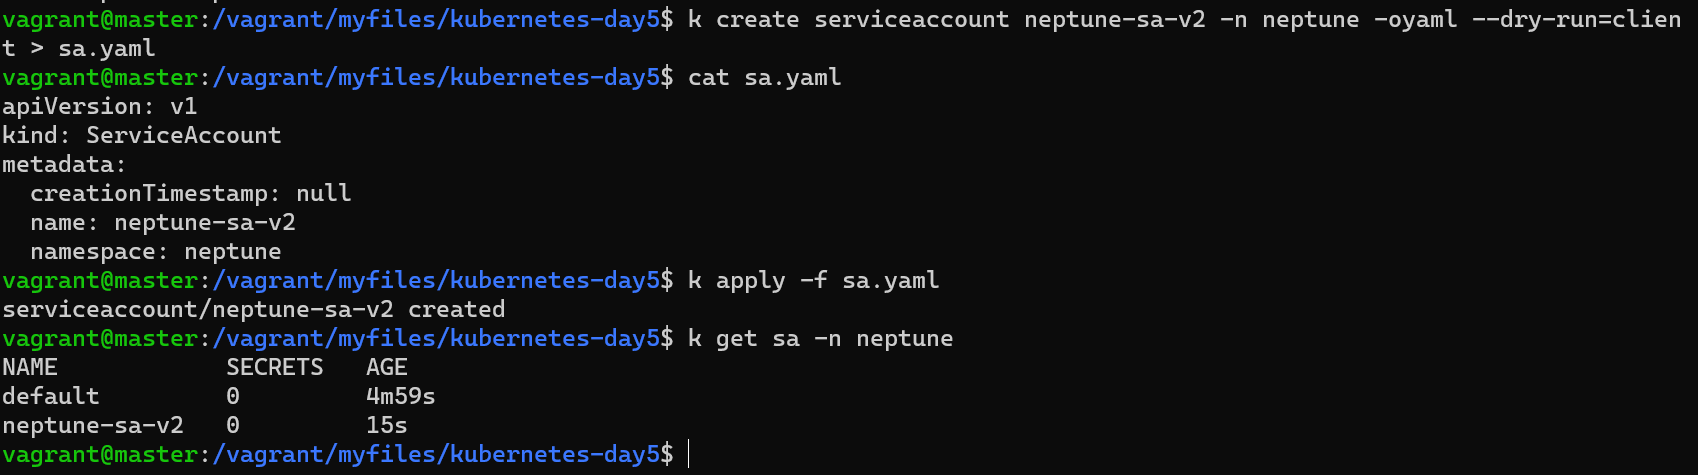 vagrant@master:/vagrant/myfiles/kubernetes-day5$ k create serviceaccount neptune-sa-v2 -n neptune -oyaml --dry-run=clien
t > sa.yaml
vagrant@master:/vagrant/myfiles/kubernetes-day5$ cat sa.yaml
apiVersion: v1
kind: ServiceAccount
metadata:
  creationTimestamp: null
  name: neptune-sa-v2
  namespace: neptune
vagrant@master:/vagrant/myfiles/kubernetes-day5$ k apply -f sa.yaml
serviceaccount/neptune-sa-v2 created
vagrant@master:/vagrant/myfiles/kubernetes-day5$ k get sa -n neptune
NAME            SECRETS   AGE
default         0         4m59s
neptune-sa-v2   0         15s
vagrant@master:/vagrant/myfiles/kubernetes-day5$